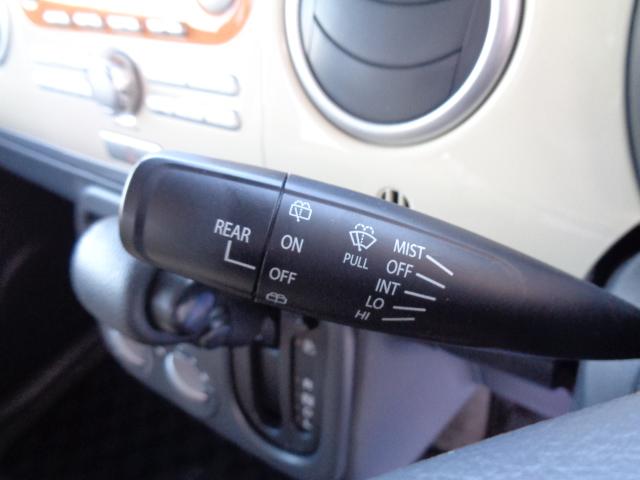 REAR
ON
OFF
PULL
MIST
OFF
INT
LO
HI